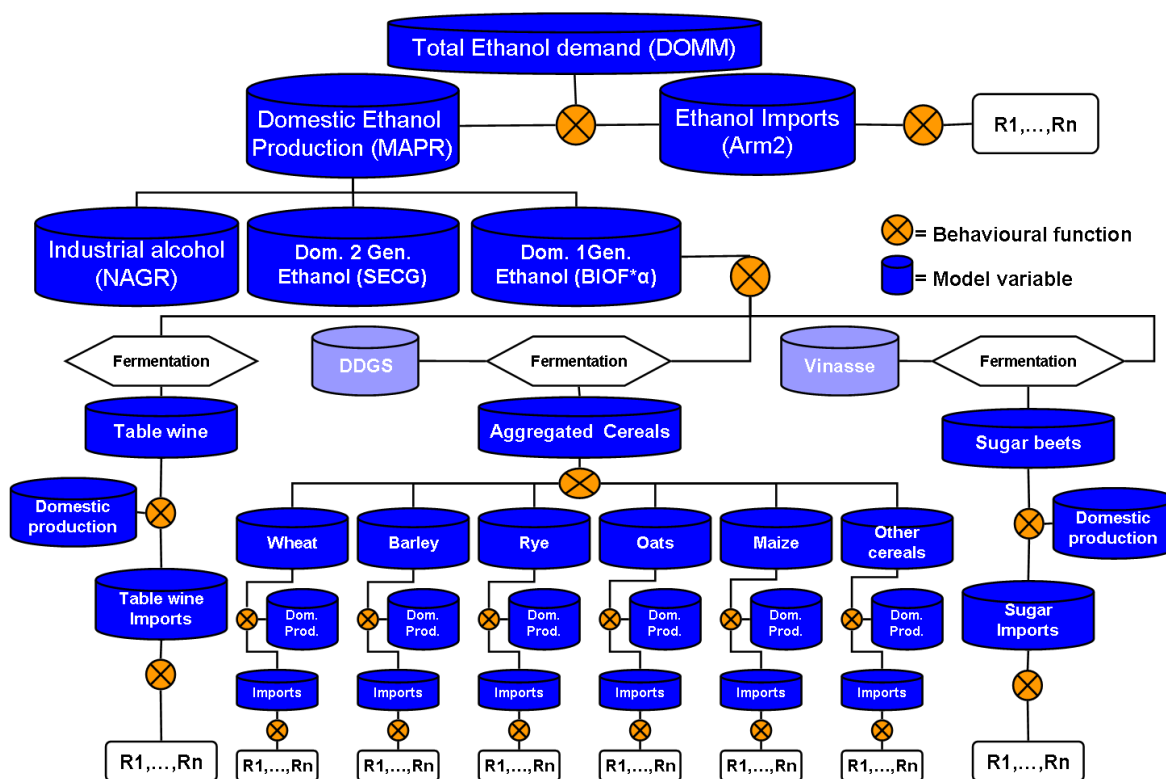 Total Ethanol demand (DOMM)
Domestic Ethanol
Production (MAPR)
Ethanol Imports
(Arm2)
R1,...,Rn
Industrial alcohol
(NAGR)
Dom. 2 Gen.
Ethanol (SECG)
Dom. 1Gen.
Ethanol (BIOF*α)
= Behavioural function
= Model variable
Fermentation
DDGS
Fermentation
Vinasse
Fermentation
Table wine
Aggregated Cereals
Sugar beets
Domestic
production
Wheat
Barley
Rye
Oats
Maize
Other
cereals
Domestic
production
Table wine
Imports
Dom.
Prod.
Dom.
Prod.
Dom.
Prod.
Dom.
Prod.
Dom.
Prod.
Dom.
Prod.
Sugar
Imports
Imports
Imports
Imports
Imports
Imports
Imports
R1,...,Rn
R1,...,Rn
R1,...,Rn
R1,...,Rn
R1,...,Rn
R1,...,Rn
R1,...,Rn
R1,...,Rn